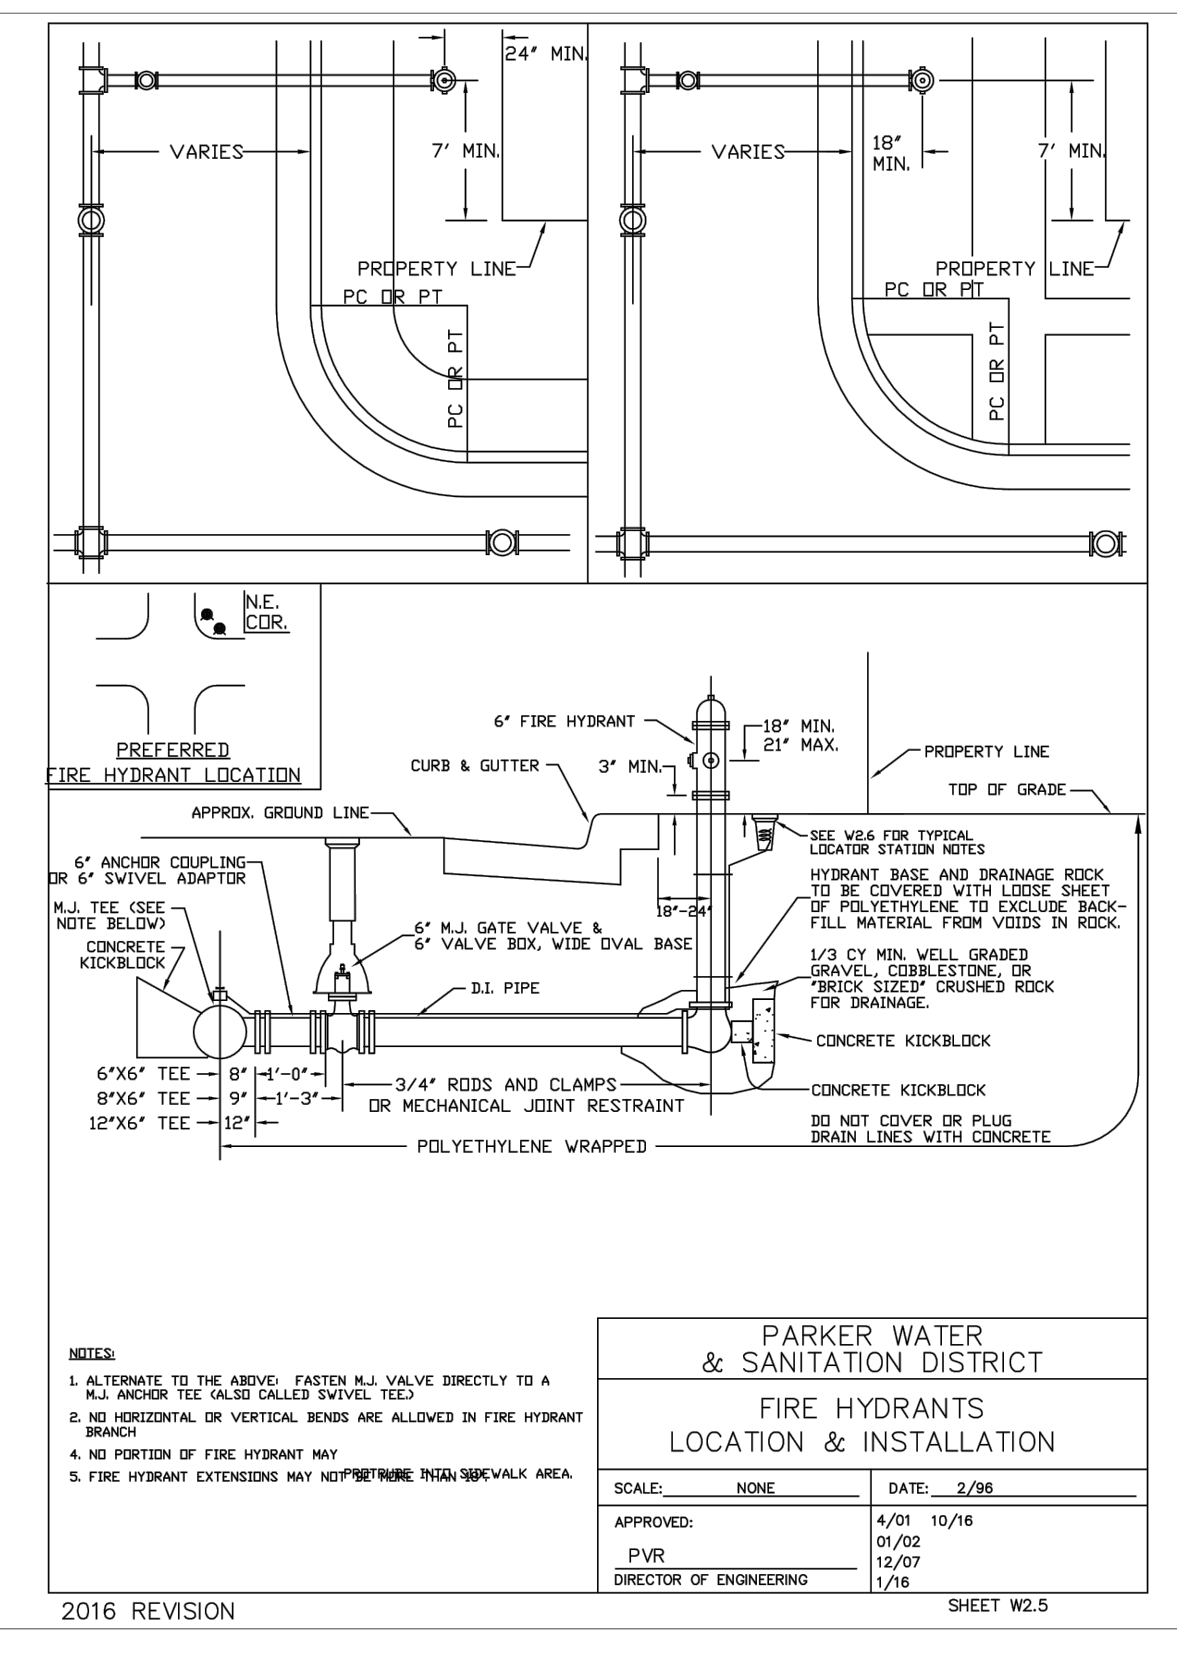 24" MIN.
VARIES
7' MIN.
PROPERTY LINE
PC OR PT
PC OR PT
VARIES
18"
MIN.
7' MIN.
PROPERTY LINE
PC OR PT
PC OR PT
N.E.
COR.
PREFERRED
FIRE HYDRANT LOCATION
6" FIRE HYDRANT
18" MIN.
21" MAX.
CURB & GUTTER
3" MIN.
PROPERTY LINE
TOP OF GRADE
APPROX. GROUND LINE
SEE W2.6 FOR TYPICAL
LOCATOR STATION NOTES
6" ANCHOR COUPLING
OR 6" SWIVEL ADAPTOR
HYDRANT BASE AND DRAINAGE ROCK
TO BE COVERED WITH LOOSE SHEET
OF POLYETHYLENE TO EXCLUDE BACK-
FILL MATERIAL FROM VOIDS IN ROCK.
M.J. TEE (SEE
NOTE BELOW)
18"-24"
6" M.J. GATE VALVE &
6" VALVE BOX, WIDE OVAL BASE
CONCRETE
KICKBLOCK
1/3 CY MIN. WELL GRADED
GRAVEL, COBBLESTONE, OR
"BRICK SIZED" CRUSHED ROCK
FOR DRAINAGE.
D.I. PIPE
CONCRETE KICKBLOCK
6"X6" TEE 8" 1'-0"
3/4" RODS AND CLAMPS
OR MECHANICAL JOINT RESTRAINT
CONCRETE KICKBLOCK
8"X6" TEE 9" 1'-3"
12"X6" TEE 12"
DO NOT COVER OR PLUG
DRAIN LINES WITH CONCRETE
POLYETHYLENE WRAPPED
NOTES:
1. ALTERNATE TO THE ABOVE: FASTEN M.J. VALVE DIRECTLY TO A
M.J. ANCHOR TEE (ALSO CALLED SWIVEL TEE.)
2. NO HORIZONTAL OR VERTICAL BENDS ARE ALLOWED IN FIRE HYDRANT
BRANCH
4. NO PORTION OF FIRE HYDRANT MAY
PROTRUDE INTO SIDEWALK AREA.
5. FIRE HYDRANT EXTENSIONS MAY NOT BE MORE THAN 18".
PARKER WATER
& SANITATION DISTRICT
FIRE HYDRANTS
LOCATION & INSTALLATION
SCALE: NONE
DATE: 2/96
APPROVED:
PVR
DIRECTOR OF ENGINEERING
4/01 10/16
01/02
12/07
1/16
2016 REVISION
SHEET W2.5